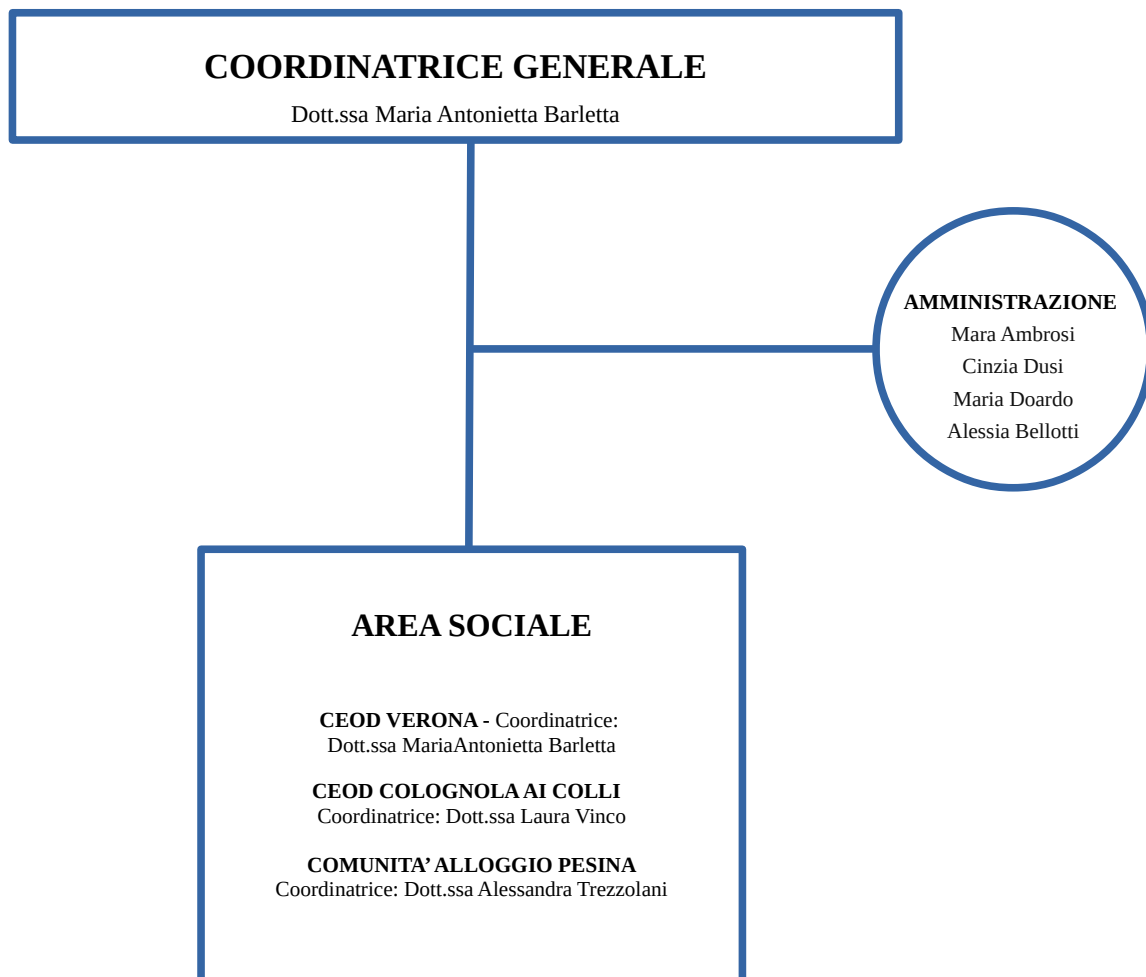 COORDINATRICE GENERALE
Dott.ssa Maria Antonietta Barletta
AMMINISTRAZIONE
Mara Ambrosi
Cinzia Dusi
Maria Doardo
Alessia Bellotti
AREA SOCIALE
CEOD VERONA - Coordinatrice:
Dott.ssa MariaAntonietta Barletta
CEOD COLOGNOLA AI COLLI
Coordinatrice: Dott.ssa Laura Vinco
COMUNITA’ ALLOGGIO PESINA
Coordinatrice: Dott.ssa Alessandra Trezzolani